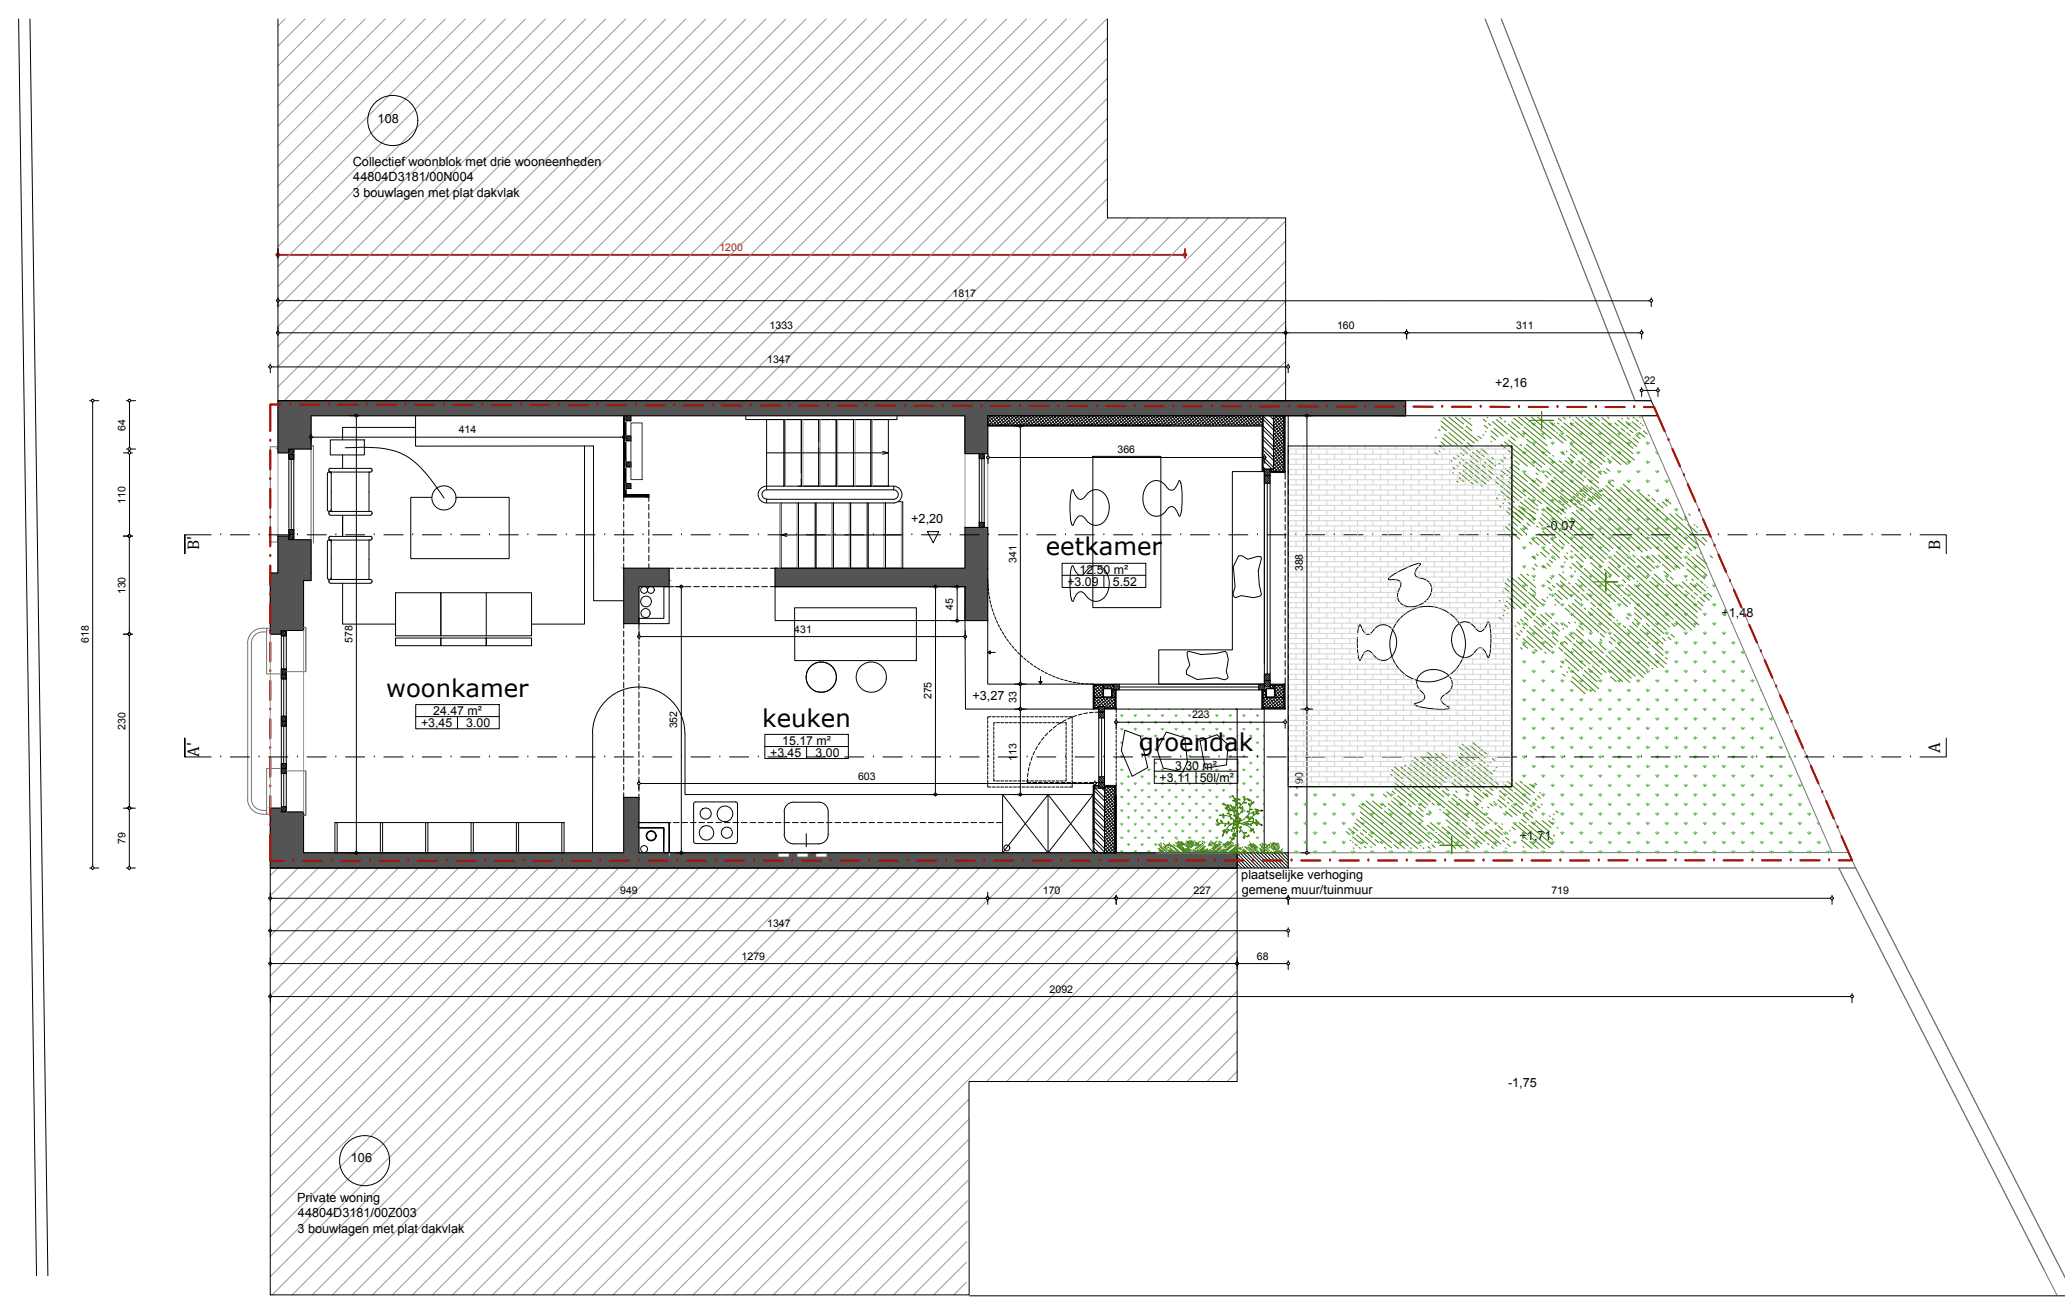 108
Collectief woonblok met drie wooneenheden
44804D3181/00N004
3 bouwlagen met plat dakvlak
1200
1817
1333
160
311
1347
22
+2,16
64
110
130
230
79
618
414
578
366
341
388
+2,20
B'
B
-0,07
eetkamer
12.50 m²
+3.09 5.52
45
431
+1,48
woonkamer
24.47 m²
+3,45 3.00
352
275
keuken
15.17 m²
+3,45 3.00
+3,27
33
113
223
groendak
3,30 m²
+3,11 50l/m²
190
A'
A
603
+1,71
plaatselijke verhoging
gemene muur/tuinmuur
949
170
227
719
1347
1279
68
2092
-1,75
106
Private woning
44804D3181/00Z003
3 bouwlagen met plat dakvlak